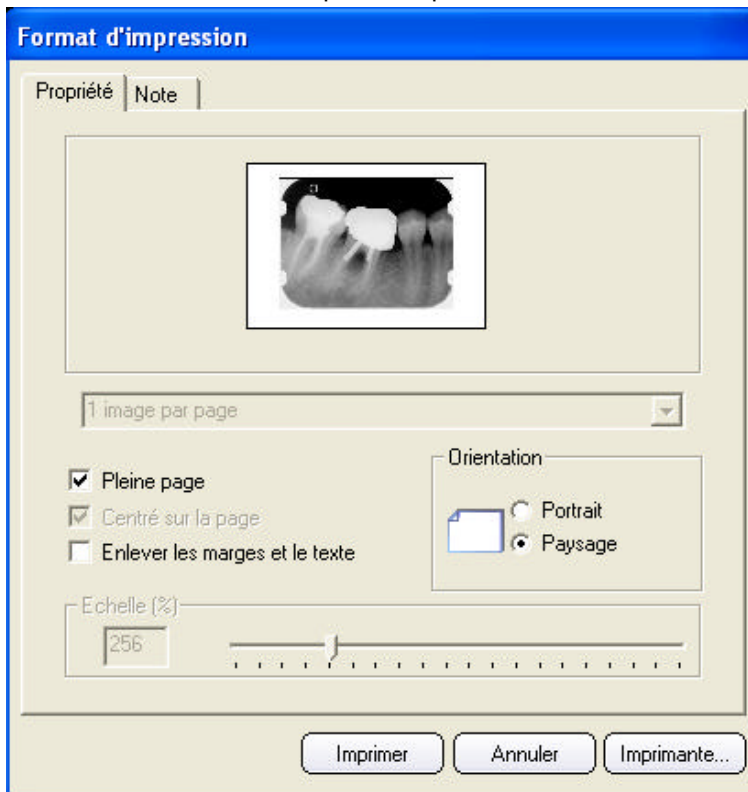 Format d'impression
Propriété Note
1 image par page
Pleine page
Centré sur la page
Enlever les marges et le texte
Orientation
Portrait
Paysage
Echelle (%)
256
Imprimer Annuler Imprimante...